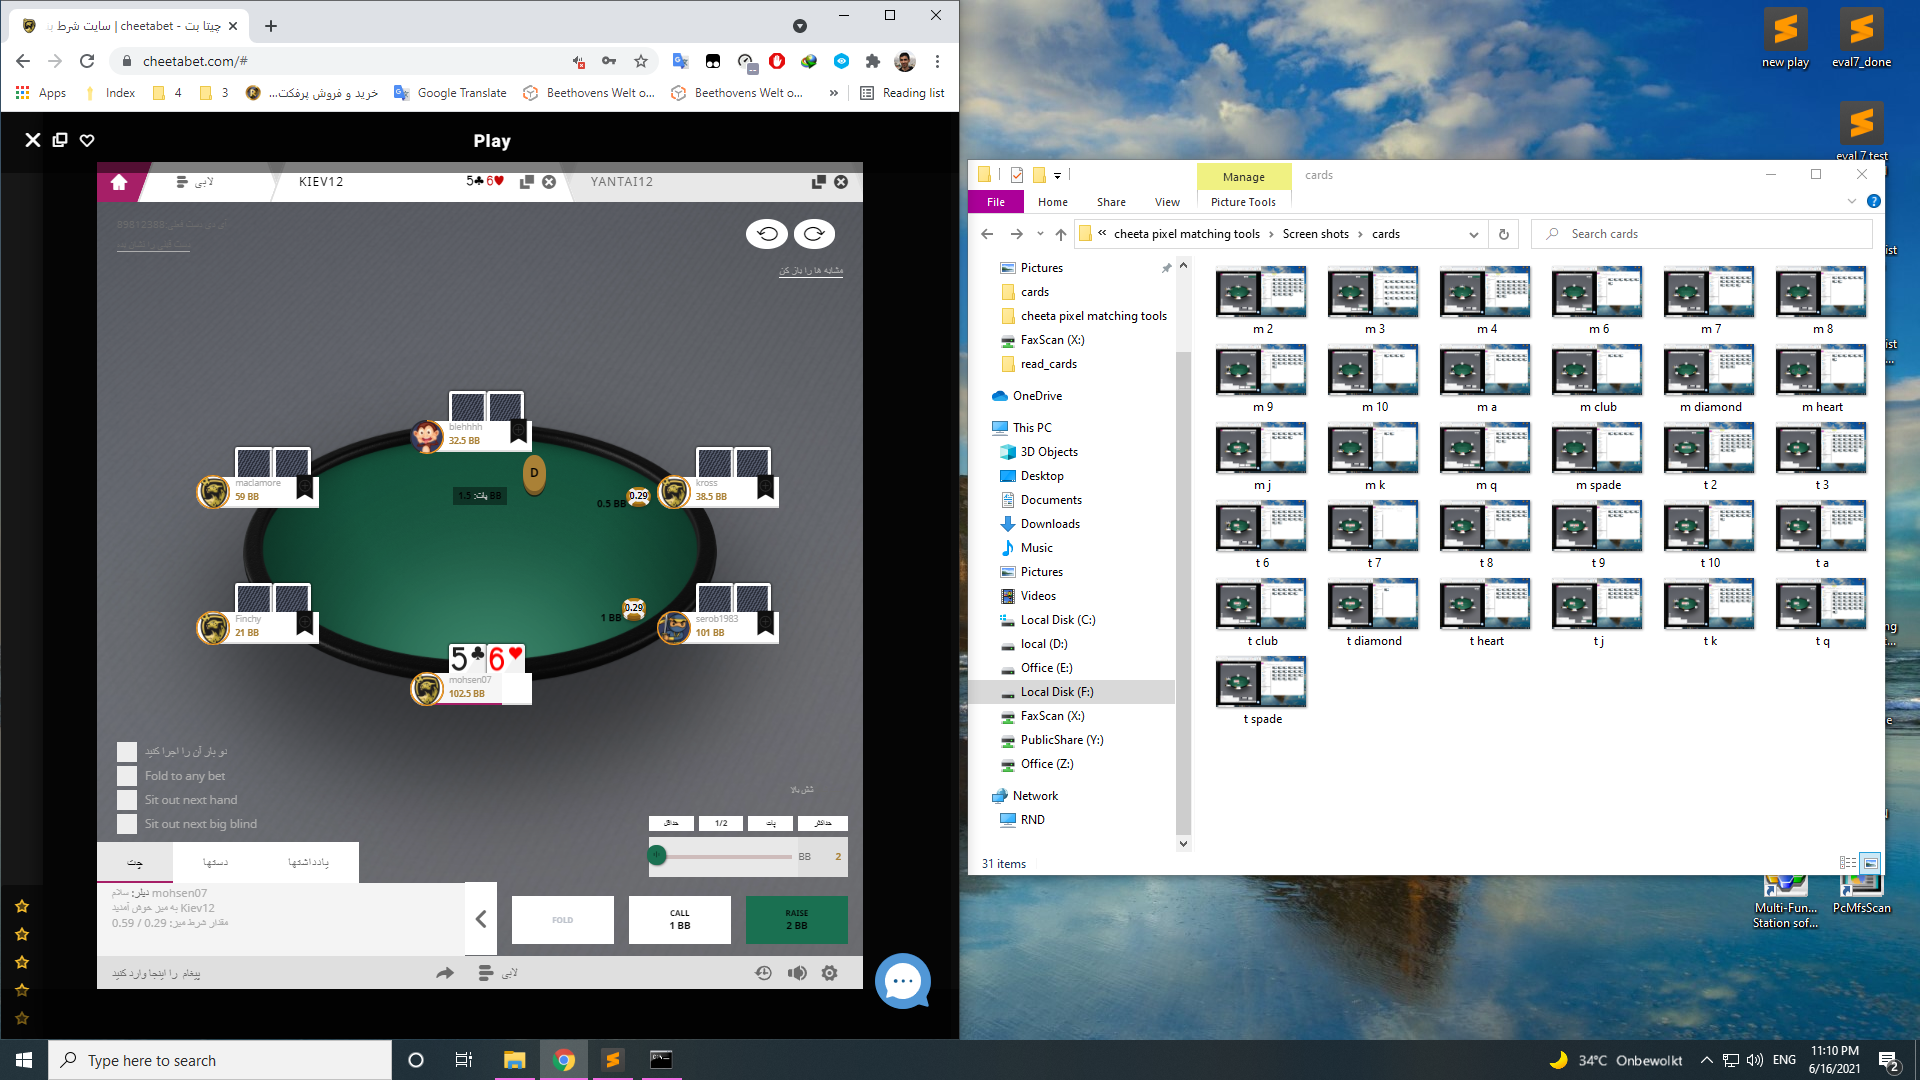 چیتا بت - cheetabet | سایت شرط ب
cheetabet.com/#
Apps
Index
4
3
خرید و فروش پرفکت...
Google Translate
Beethovens Welt o...
Beethovens Welt o...
»
Reading list
Play
لابی
KIEV12
5♣6♥
YANTAI12
مشابه ها را باز کن
blehhhh
32.5 BB
maclamore
59 BB
kross
38.5 BB
D
پات: 1.5 BB
0.5 BB
0.29
Finchy
21 BB
1 BB
0.29
serob1983
101 BB
5♣ 6♥
mohsen07
102.5 BB
دو بار آن را اجرا کنید
Fold to any bet
Sit out next hand
Sit out next big blind
تش بالا
حداقل
1/2
پات
حداکثر
BB 2
چت
دستها
یادداشتها
دیلر: سلام mohsen07
به میز خوش آمدید Kiev12
مقدار شرط میز: 0.29 / 0.59
FOLD
CALL
1 BB
RAISE
2 BB
پیغام را اینجا وارد کنید
لابی
new play
eval7_done
eval 7 test
Manage
cards
File
Home
Share
View
Picture Tools
« cheeta pixel matching tools › Screen shots › cards
Search cards
Pictures
cards
cheeta pixel matching tools
FaxScan (X:)
read_cards
OneDrive
This PC
3D Objects
Desktop
Documents
Downloads
Music
Pictures
Videos
Local Disk (C:)
local (D:)
Office (E:)
Local Disk (F:)
FaxScan (X:)
PublicShare (Y:)
Office (Z:)
Network
RND
m 2
m 3
m 4
m 6
m 7
m 8
m 9
m 10
m a
m club
m diamond
m heart
m j
m k
m q
m spade
t 2
t 3
t 6
t 7
t 8
t 9
t 10
t a
t club
t diamond
t heart
t j
t k
t q
t spade
31 items
Multi-Fun...
Station sof...
PcMfsScan
Type here to search
34°C Onbewolkt
ENG
11:10 PM
6/16/2021
2